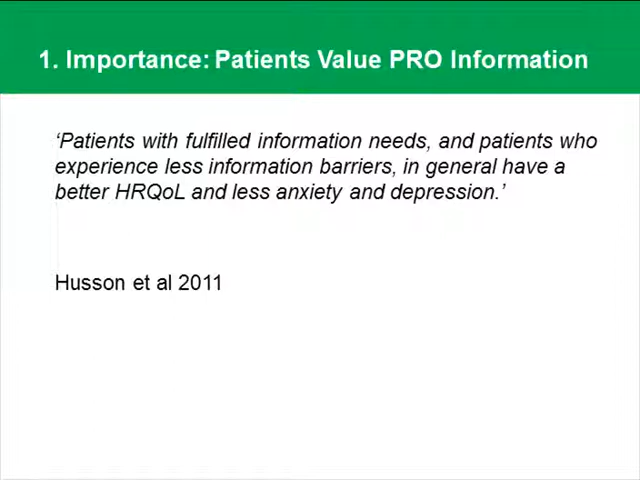 1. Importance: Patients Value PRO Information
‘Patients with fulfilled information needs, and patients who
experience less information barriers, in general have a
better HRQoL and less anxiety and depression.’
Husson et al 2011